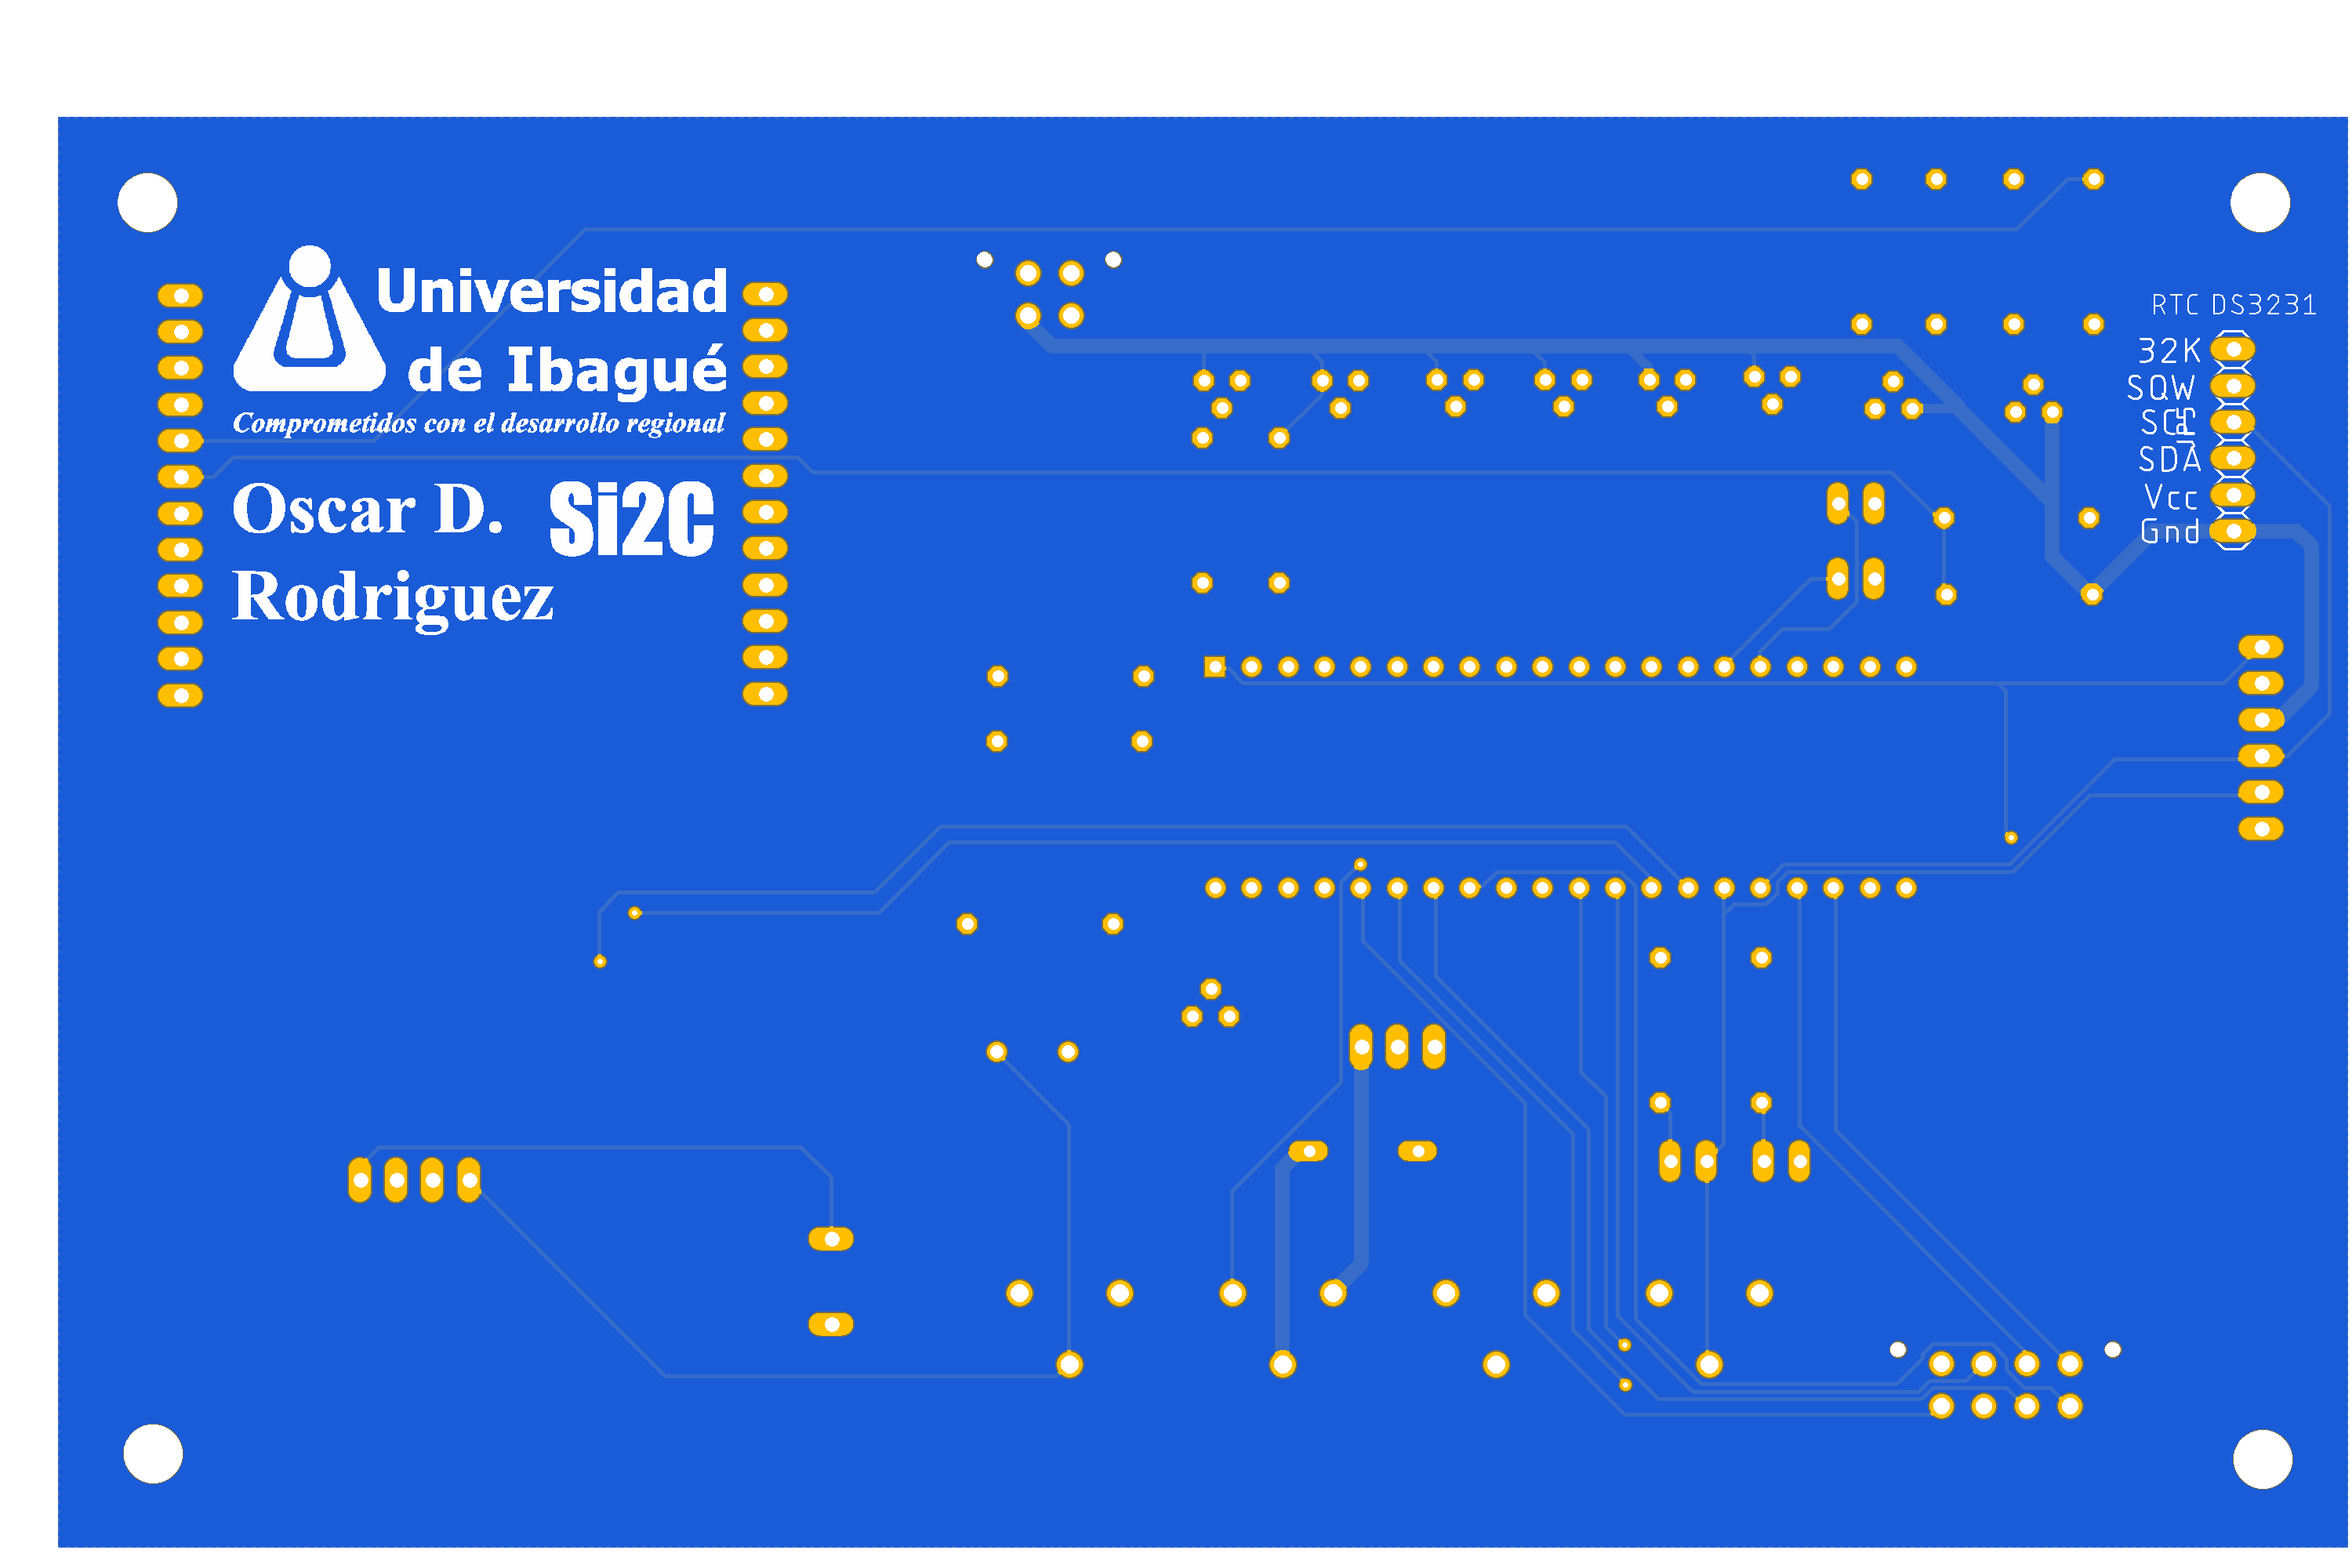 Universidad
de Ibagué
Comprometidos con el desarrollo regional
Oscar D.
Rodriguez
Si2C
RTC DS3231
32K
SQW
SDA
Vcc
Gnd